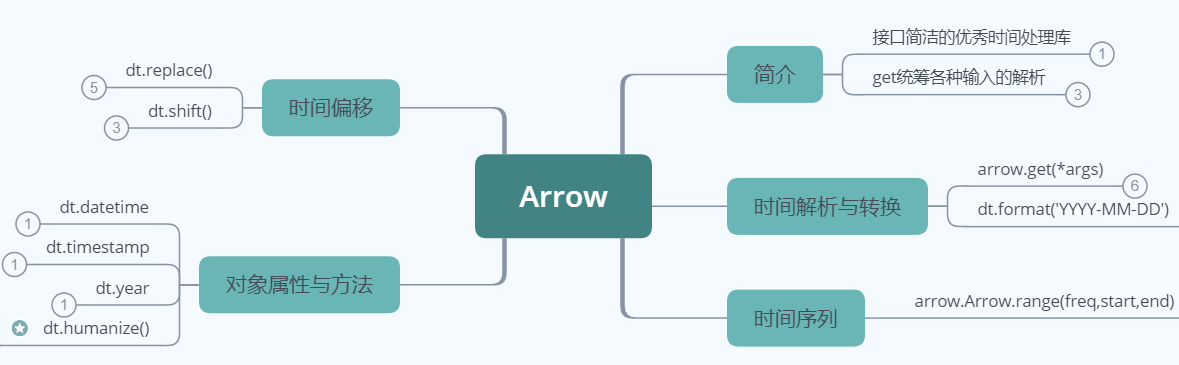 Arrow
简介
接口简洁的优秀时间处理库
1
get统筹各种输入的解析
3
时间解析与转换
arrow.get(*args)
6
dt.format('YYYY-MM-DD')
时间序列
arrow.Arrow.range(freq,start,end)
时间偏移
dt.replace()
5
dt.shift()
3
对象属性与方法
dt.datetime
1
dt.timestamp
1
dt.year
1
dt.humanize()